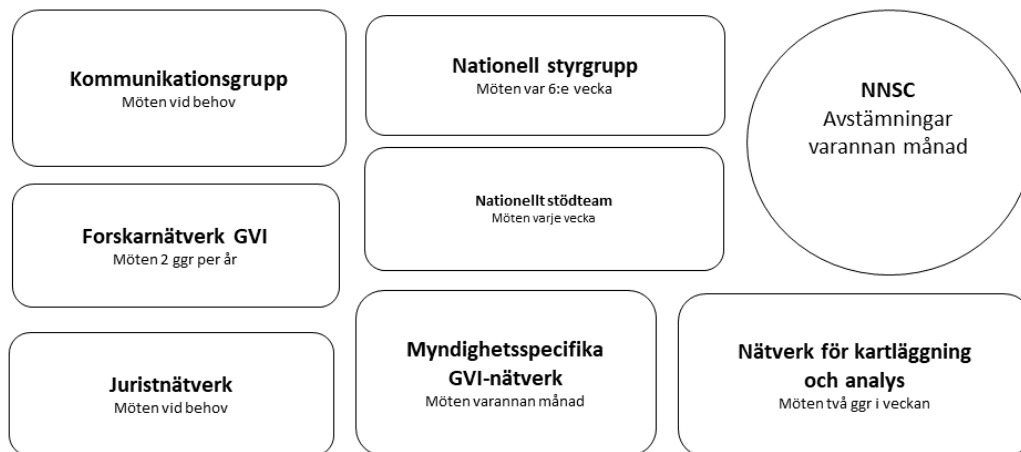 Kommunikationsgrupp
Möten vid behov
Nationell styrgrupp
Möten var 6:e vecka
NNSC
Avstämningar
varannan månad
Nationellt stödteam
Möten varje vecka
Forskarnätverk GVI
Möten 2 ggr per år
Juristnätverk
Möten vid behov
Myndighetsspecifika
GVI-nätverk
Möten varannan månad
Nätverk för kartläggning
och analys
Möten två ggr i veckan